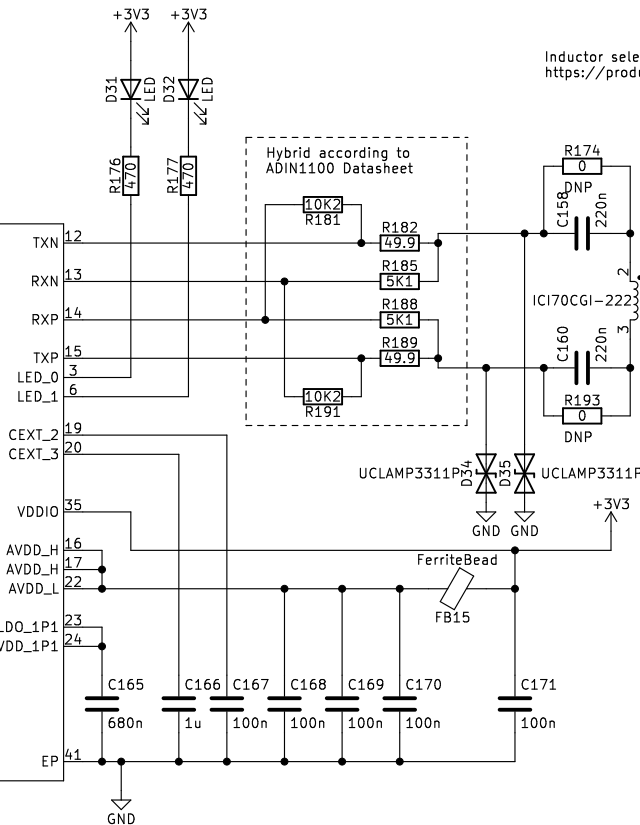 +3V3
+3V3
D31
LED
D32
LED
Inductor sele
https://produ
R176
470
R177
470
Hybrid according to
ADIN1100 Datasheet
R174
0
DNP
10K2
R181
C158
220n
TXN
12
R182
49.9
RXN
13
R185
5K1
2
ICI70CGI-222
RXP
14
R188
5K1
3
TXP
15
R189
49.9
C160
220n
LED_0
3
LED_1
6
10K2
R191
R193
0
DNP
CEXT_2
19
CEXT_3
20
UCLAMP3311P
D34
D35
UCLAMP3311P
VDDIO
35
+3V3
GND
GND
AVDD_H
16
AVDD_H
17
AVDD_L
22
FerriteBead
FB15
LDO_1P1
23
VDD_1P1
24
C165
680n
C166
1u
C167
100n
C168
100n
C169
100n
C170
100n
C171
100n
EP
41
GND